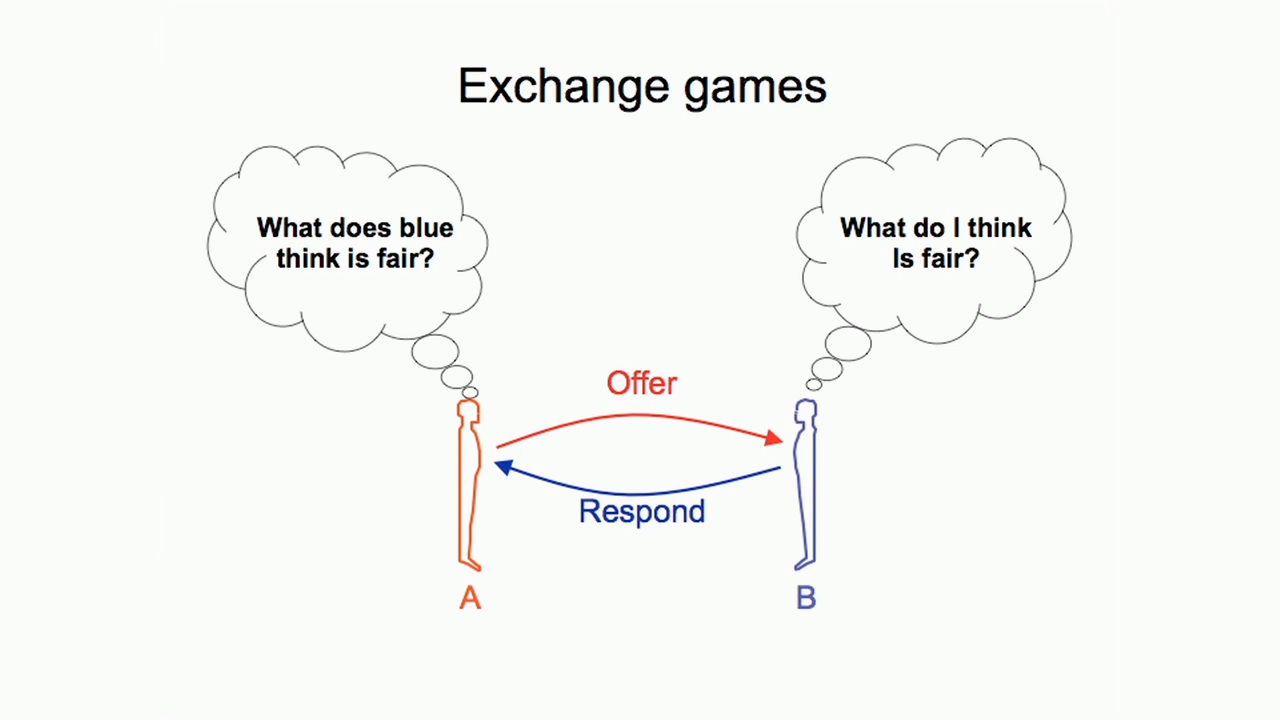 Exchange games
What does blue
think is fair?
What do I think
Is fair?
Offer
Respond
A
B